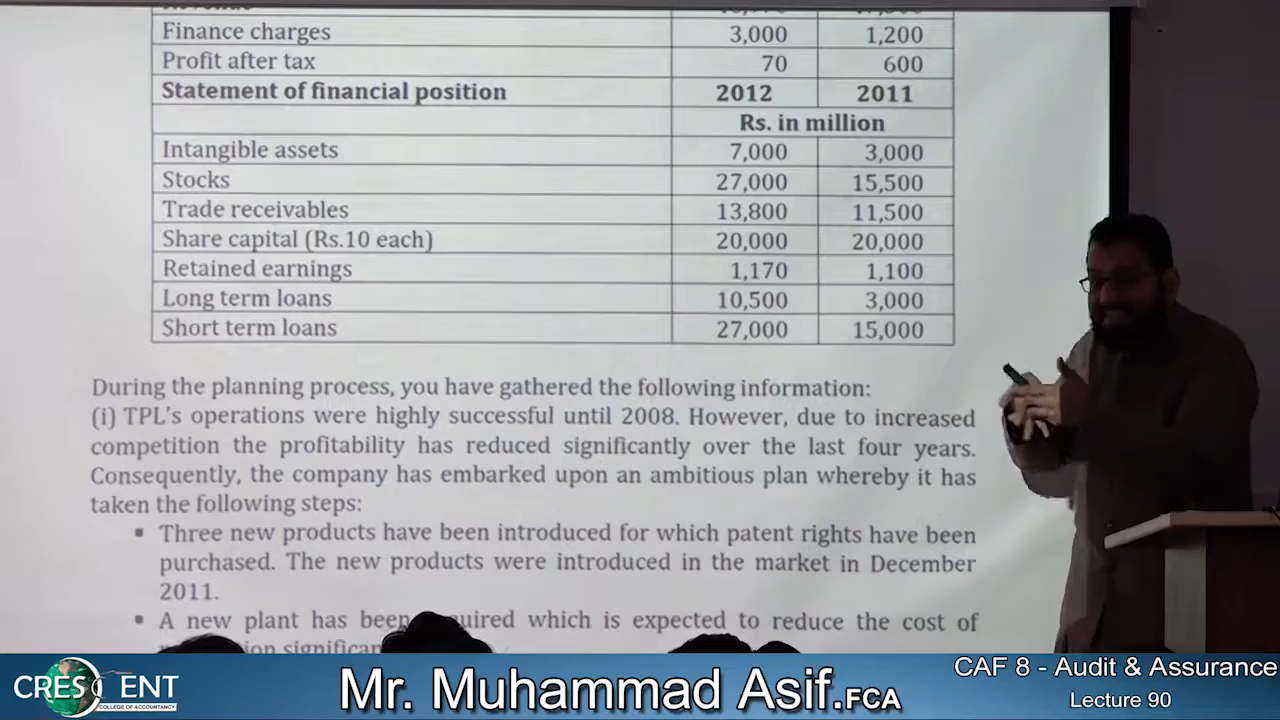 Finance charges 3,000 1,200
Profit after tax 70 600
Statement of financial position 2012 2011
Rs. in million
Intangible assets 7,000 3,000
Stocks 27,000 15,500
Trade receivables 13,800 11,500
Share capital (Rs.10 each) 20,000 20,000
Retained earnings 1,170 1,100
Long term loans 10,500 3,000
Short term loans 27,000 15,000
During the planning process, you have gathered the following information:
(i) TPL's operations were highly successful until 2008. However, due to increased
competition the profitability has reduced significantly over the last four years.
Consequently, the company has embarked upon an ambitious plan whereby it has
taken the following steps:
▪ Three new products have been introduced for which patent rights have been
purchased. The new products were introduced in the market in December
2011.
▪ A new plant has been which is expected to reduce the cost of
CRESCENT
COLLEGE OF ACCOUNTANCY
Mr. Muhammad Asif.FCA
CAF 8 - Audit & Assurance
Lecture 90